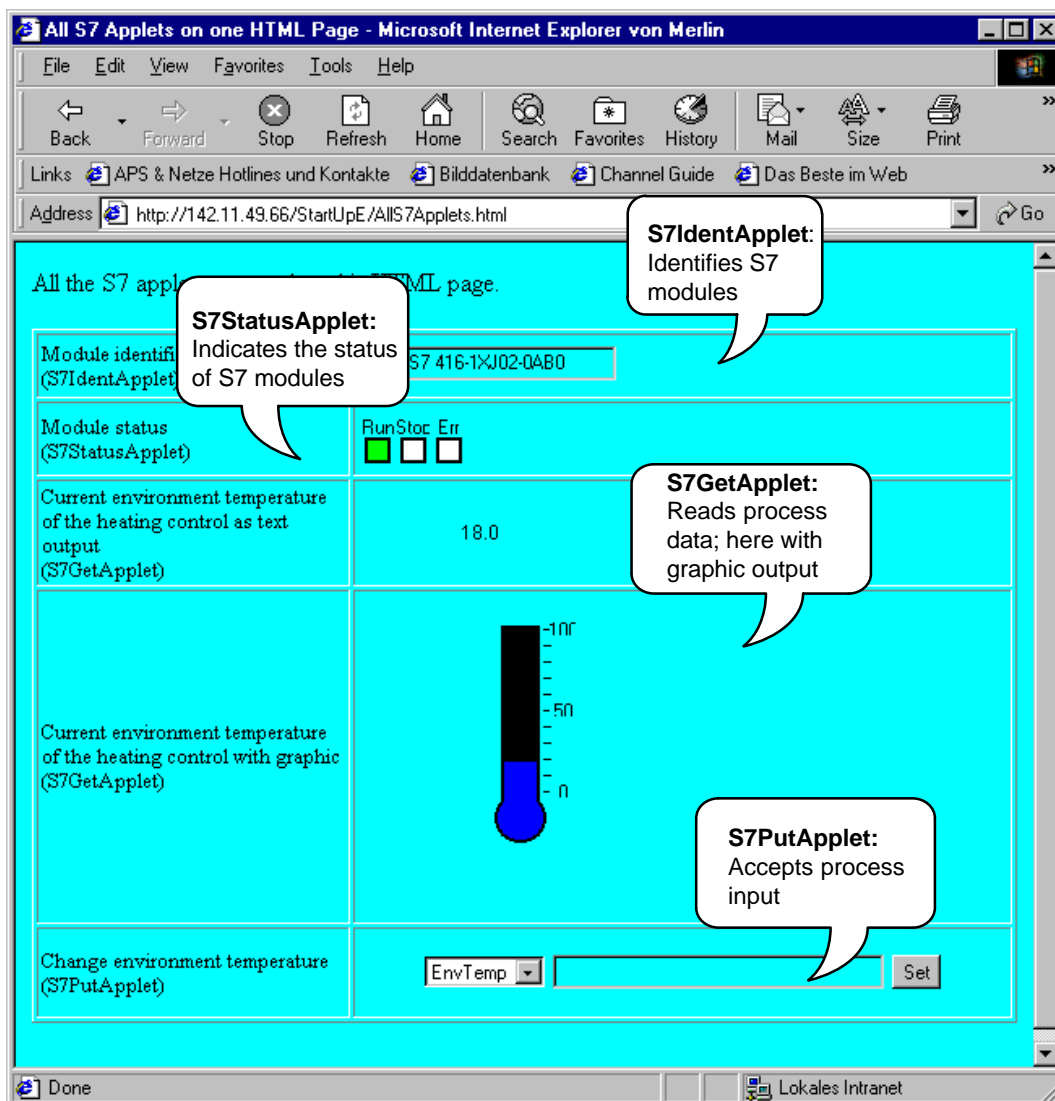 All S7 Applets on one HTML Page - Microsoft Internet Explorer von Merlin
File Edit View Favorites Tools Help
Back Forward Stop Refresh Home Search Favorites History Mail Size Print
Links APS & Netze Hotlines und Kontakte Bilddatenbank Channel Guide Das Beste im Web
Address http://142.11.49.66/StartUpE/AllS7Applets.html Go
S7IdentApplet:
Identifies S7
modules
All the S7 HTML page.
S7StatusApplet:
Indicates the status
of S7 modules
Module
(S7IdentApplet)
S7 416-1XJ02-0AB0
Module status
(S7StatusApplet)
Run Stop Err
Current environment temperature
of the heating control as text
output
(S7GetApplet)
18.0
S7GetApplet:
Reads process
data; here with
graphic output
Current environment temperature
of the heating control with graphic
(S7GetApplet)
100
50
0
S7PutApplet:
Accepts process
input
Change environment temperature
(S7PutApplet)
EnvTemp Set
Done Lokales Intranet